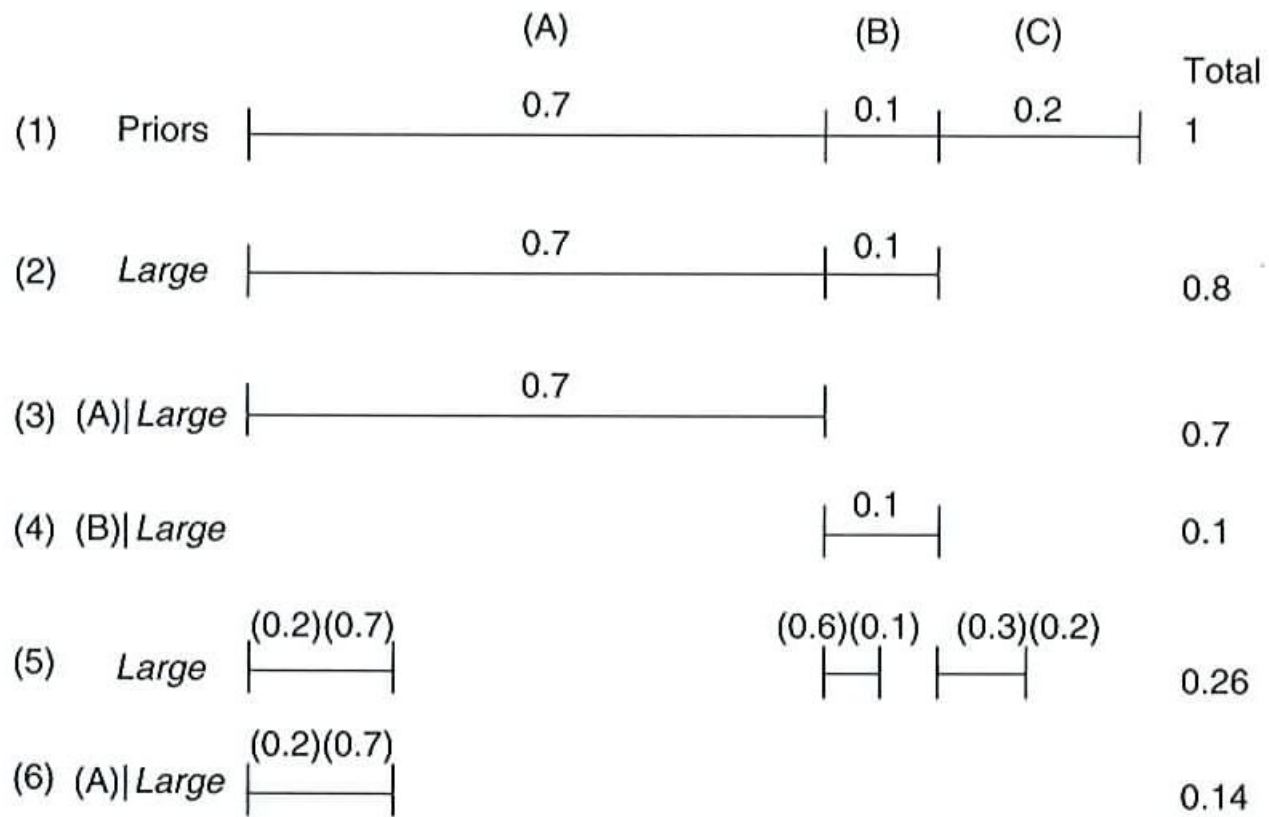 (A) (B) (C)
Total
(1) Priors 0.7 0.1 0.2 1
(2) Large 0.7 0.1 0.8
(3) (A)|Large 0.7 0.7
(4) (B)|Large 0.1 0.1
(0.2)(0.7) (0.6)(0.1) (0.3)(0.2)
(5) Large 0.26
(0.2)(0.7)
(6) (A)|Large 0.14